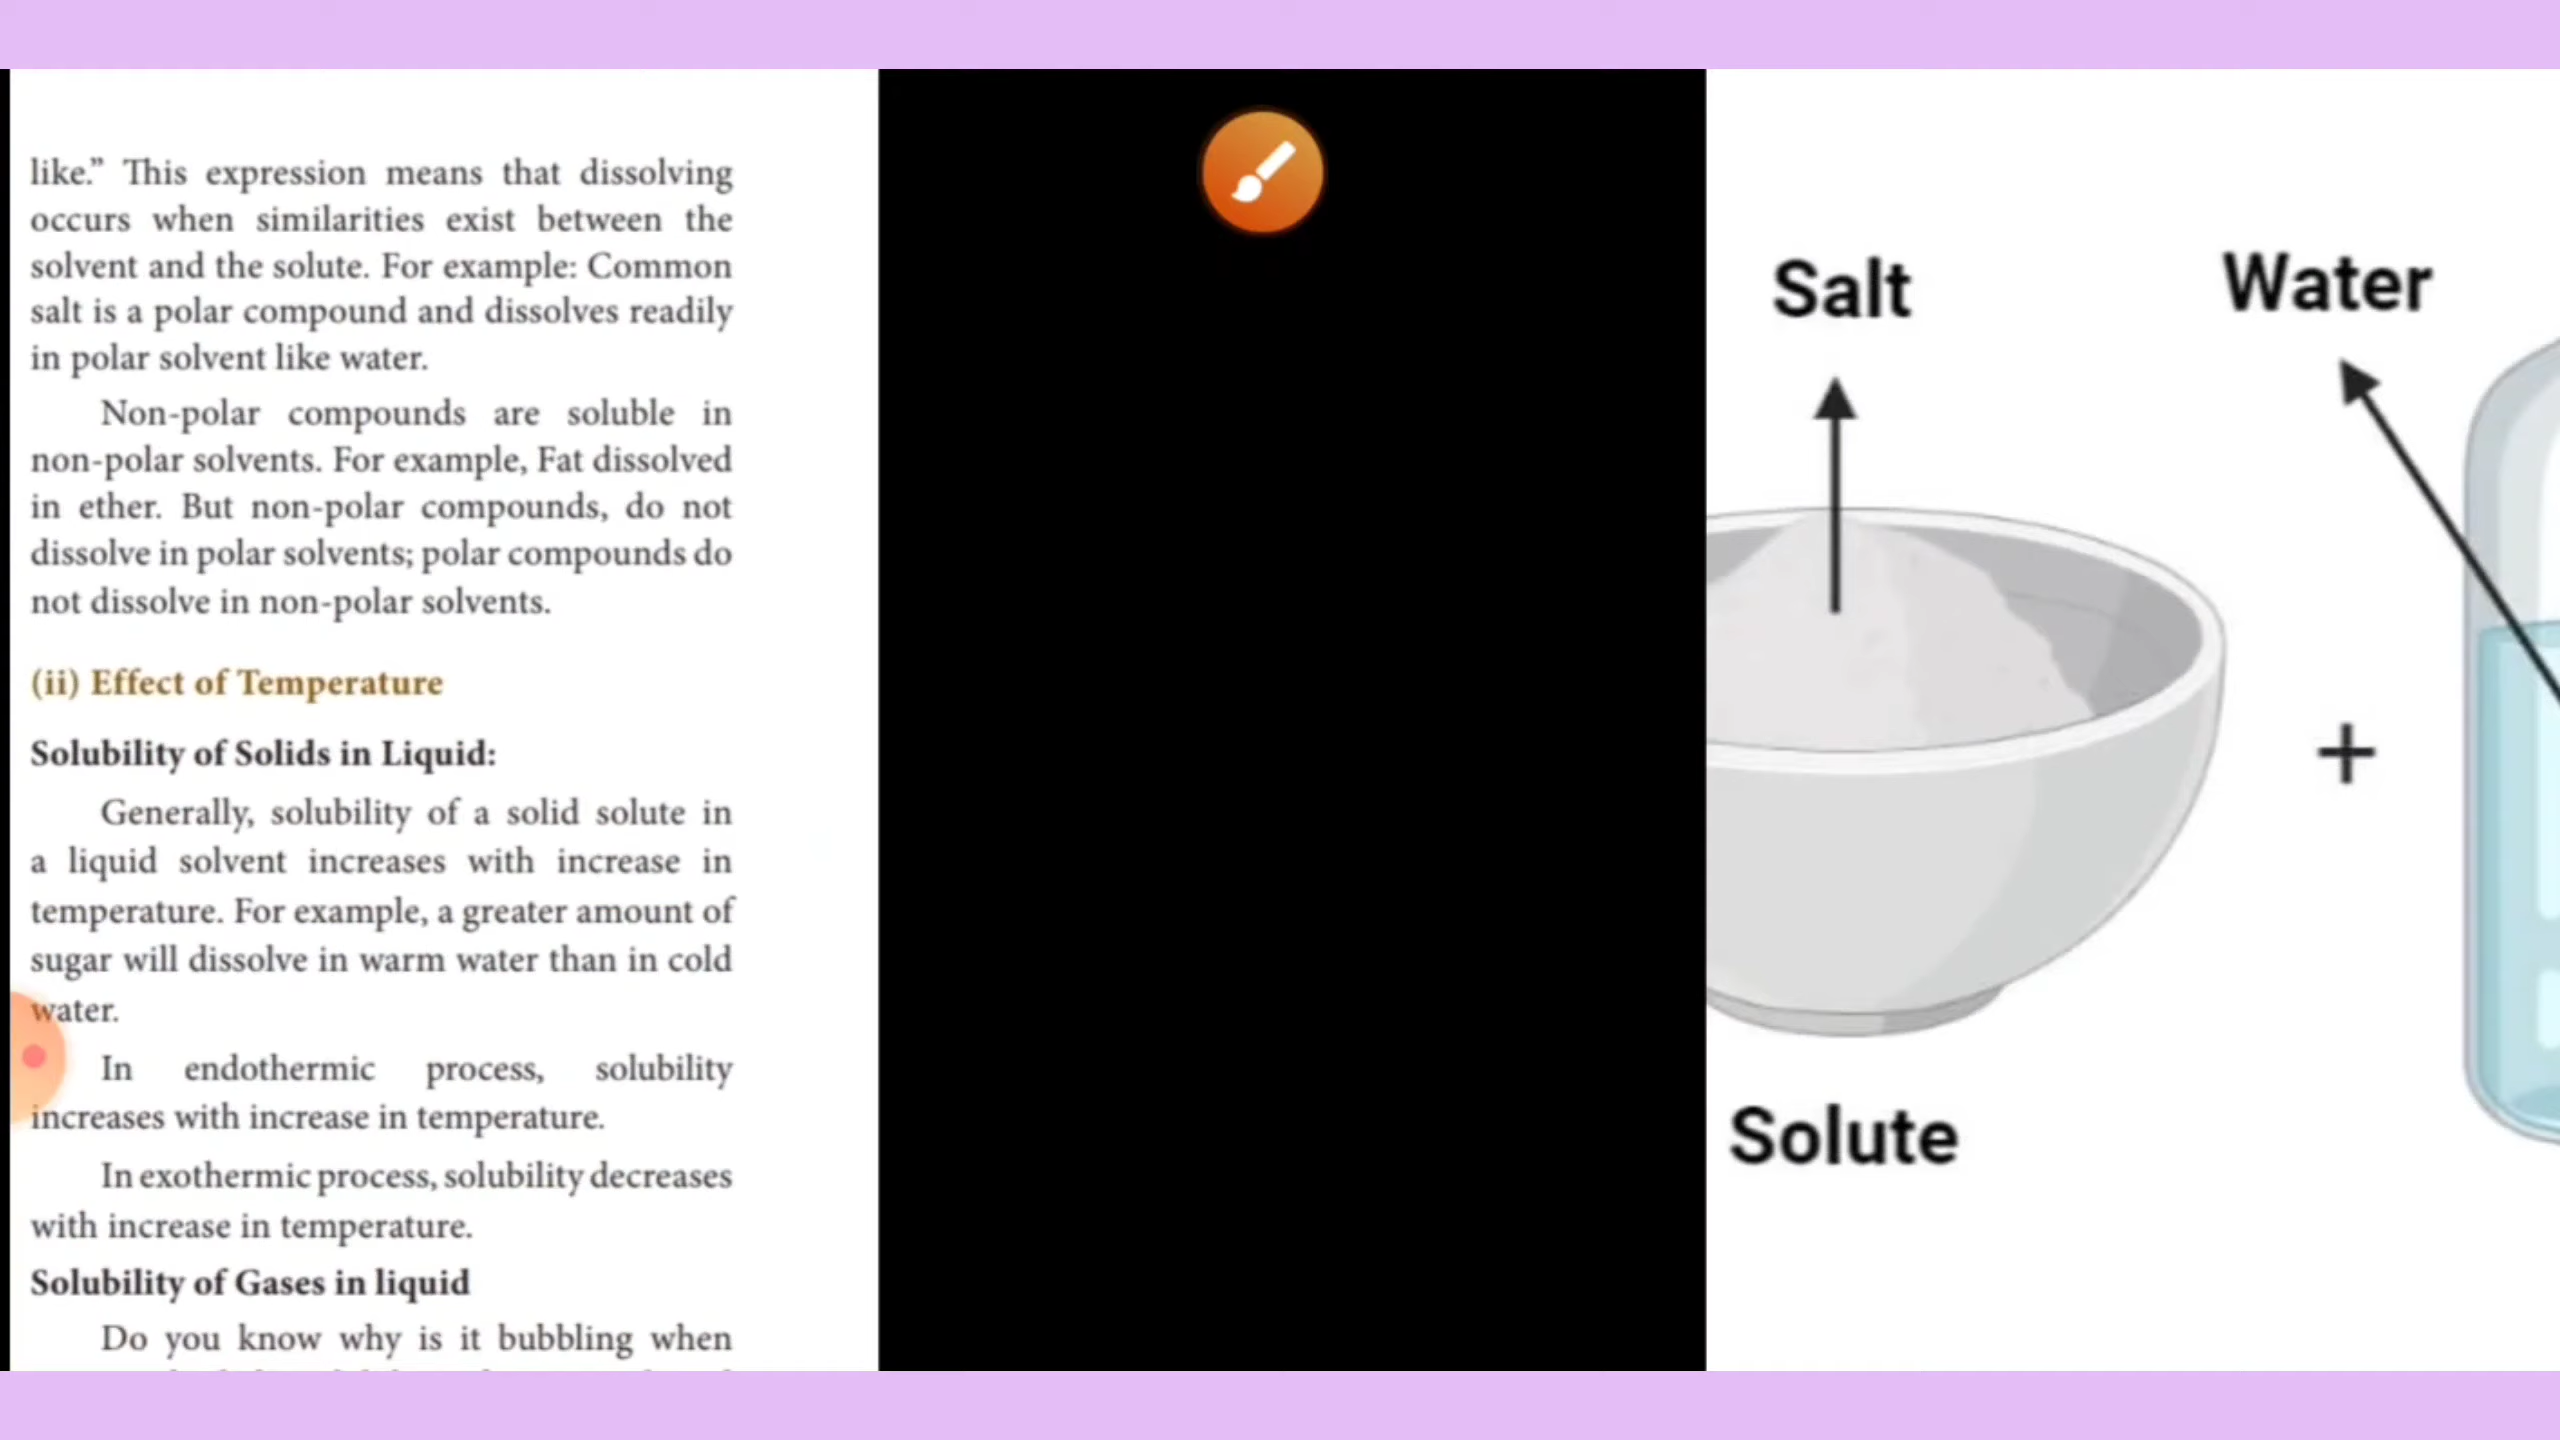 like.” This expression means that dissolving
occurs when similarities exist between the
solvent and the solute. For example: Common
salt is a polar compound and dissolves readily
in polar solvent like water.
Non-polar compounds are soluble in
non-polar solvents. For example, Fat dissolved
in ether. But non-polar compounds, do not
dissolve in polar solvents; polar compounds do
not dissolve in non-polar solvents.
(ii) Effect of Temperature
Solubility of Solids in Liquid:
Generally, solubility of a solid solute in
a liquid solvent increases with increase in
temperature. For example, a greater amount of
sugar will dissolve in warm water than in cold
water.
In endothermic process, solubility
increases with increase in temperature.
In exothermic process, solubility decreases
with increase in temperature.
Solubility of Gases in liquid
Do you know why is it bubbling when
Salt
Water
+
Solute